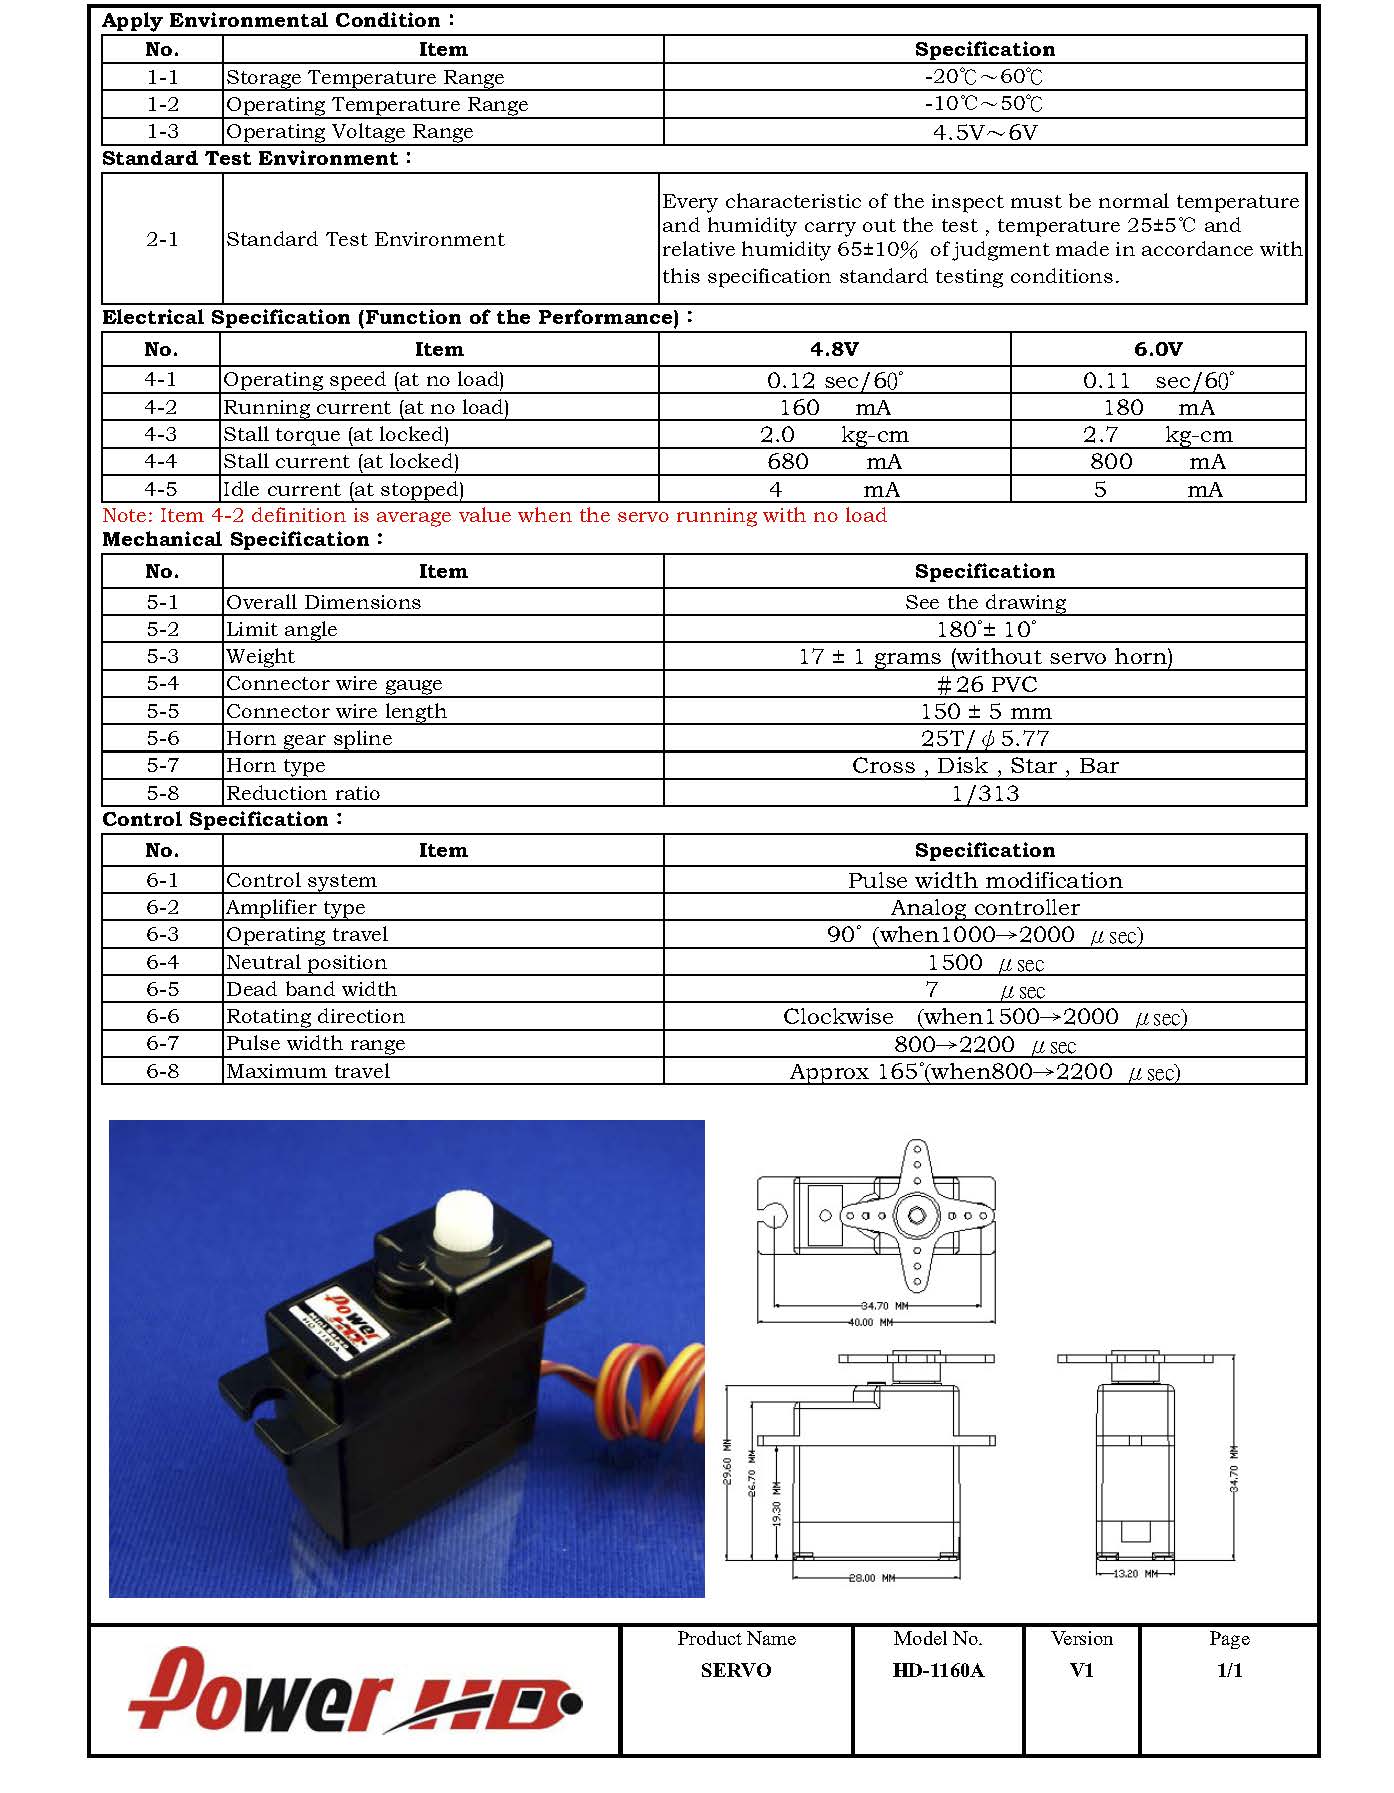 Apply Environmental Condition：
No. Item Specification
1-1 Storage Temperature Range -20℃～60℃
1-2 Operating Temperature Range -10℃～50℃
1-3 Operating Voltage Range 4.5V～6V
Standard Test Environment：
Every characteristic of the inspect must be normal temperature
and humidity carry out the test , temperature 25±5℃ and
2-1 Standard Test Environment
relative humidity 65±10％ of judgment made in accordance with
this specification standard testing conditions.
Electrical Specification (Function of the Performance)：
No. Item 4.8V 6.0V
4-1 Operating speed (at no load) 0.12 sec/60° 0.11 sec/60°
4-2 Running current (at no load) 160 mA 180 mA
4-3 Stall torque (at locked) 2.0 kg-cm 2.7 kg-cm
4-4 Stall current (at locked) 680 mA 800 mA
4-5 Idle current (at stopped) 4 mA 5 mA
Note: Item 4-2 definition is average value when the servo running with no load
Mechanical Specification：
No. Item Specification
5-1 Overall Dimensions See the drawing
5-2 Limit angle 180°± 10°
5-3 Weight 17 ± 1 grams (without servo horn)
5-4 Connector wire gauge #26 PVC
5-5 Connector wire length 150 ± 5 mm
5-6 Horn gear spline 25T/φ5.77
5-7 Horn type Cross , Disk , Star , Bar
5-8 Reduction ratio 1/313
Control Specification：
No. Item Specification
6-1 Control system Pulse width modification
6-2 Amplifier type Analog controller
6-3 Operating travel 90° (when1000→2000 μsec)
6-4 Neutral position 1500 μsec
6-5 Dead band width 7 μsec
6-6 Rotating direction Clockwise (when1500→2000 μsec)
6-7 Pulse width range 800→2200 μsec
6-8 Maximum travel Approx 165°(when800→2200 μsec)
Power
HD
Mini Servo
HD-1160A
34.70 MM
40.00 MM
29.60 MM
26.70 MM
19.30 MM
34.70 MM
28.00 MM
13.20 MM
Power HD
Product Name Model No. Version Page
SERVO HD-1160A V1 1/1